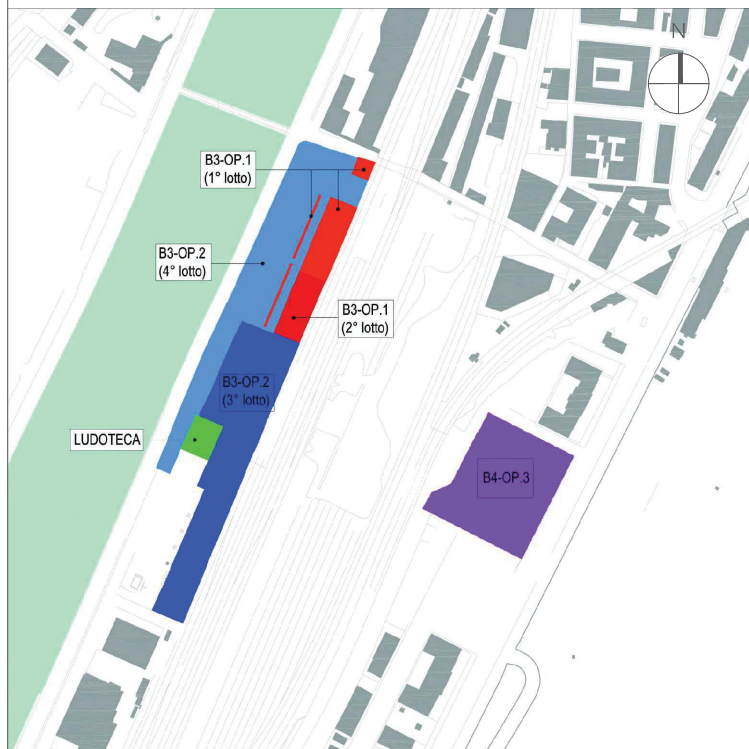 N
B3-OP.1
(1° lotto)
B3-OP.2
(4° lotto)
B3-OP.1
(2° lotto)
B3-OP.2
(3° lotto)
LUDOTECA
B4-OP.3